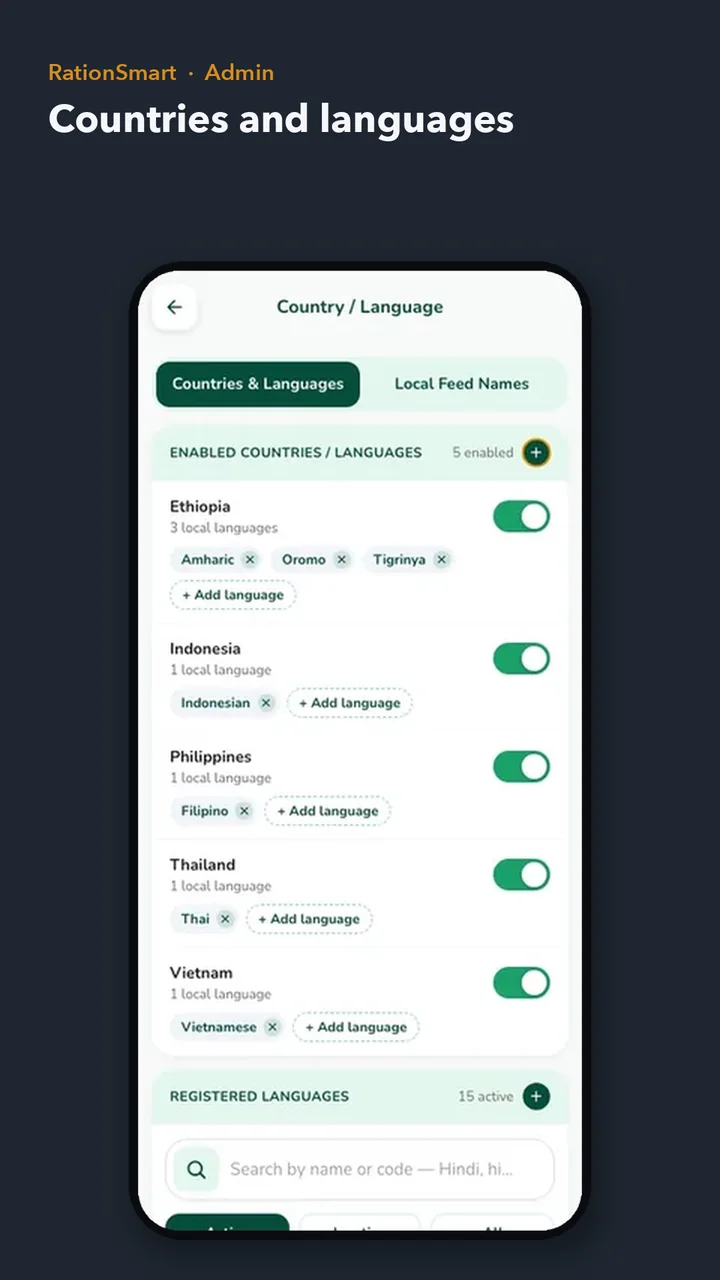 RationSmart · Admin
Countries and languages
Country / Language
Countries & Languages
Local Feed Names
ENABLED COUNTRIES / LANGUAGES
5 enabled
Ethiopia
3 local languages
Amharic
Oromo
Tigrinya
+ Add language
Indonesia
1 local language
Indonesian
+ Add language
Philippines
1 local language
Filipino
+ Add language
Thailand
1 local language
Thai
+ Add language
Vietnam
1 local language
Vietnamese
+ Add language
REGISTERED LANGUAGES
15 active
Search by name or code — Hindi, hi...